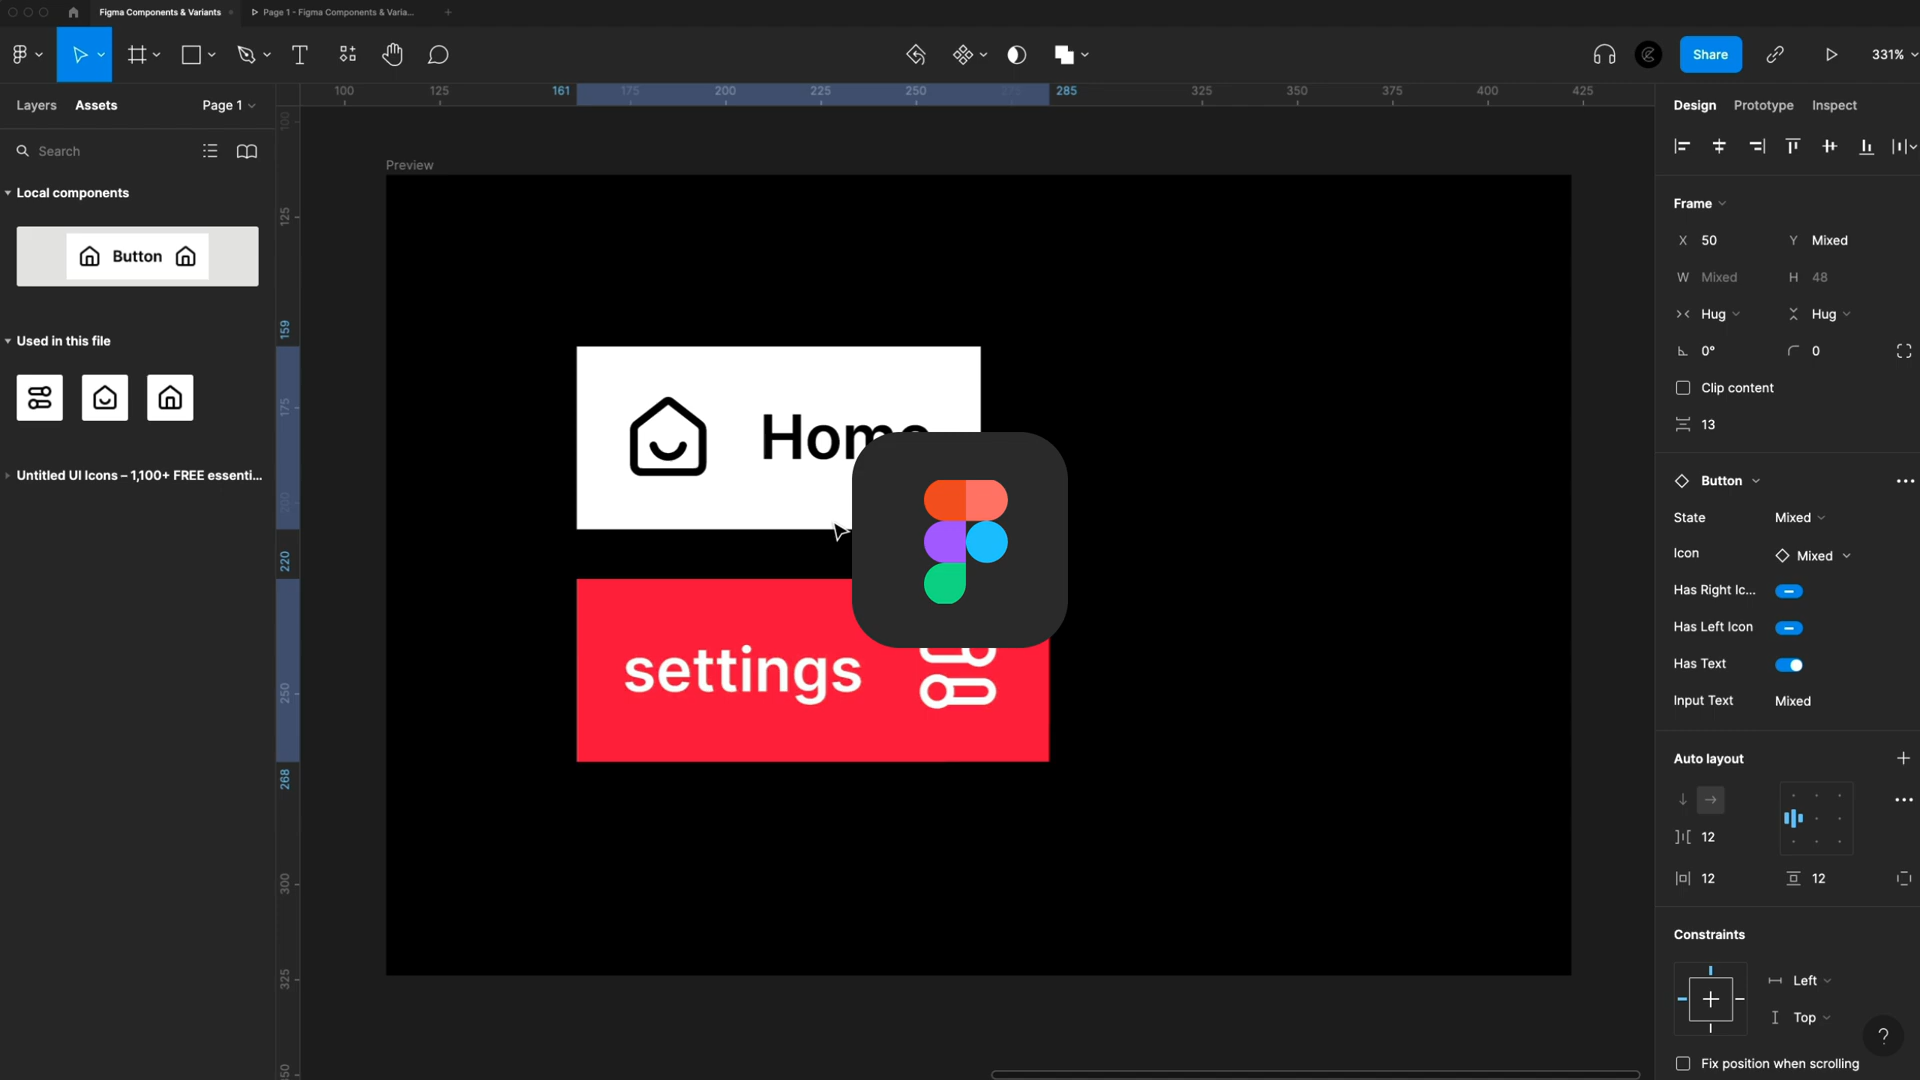 Figma Components & Variants
Page 1 - Figma Components & Varia...
Share
331%
Layers
Assets
Page 1
100
125
161
175
200
225
250
275
285
325
350
375
400
425
Design
Prototype
Inspect
Search
Local components
Button
Used in this file
Untitled UI Icons – 1,100+ FREE essenti...
100
125
159
175
200
220
250
268
300
325
Preview
Home
settings
Frame
X 50
Y Mixed
W Mixed
H 48
Hug
Hug
0°
0
Clip content
13
Button
State
Mixed
Icon
Mixed
Has Right Ic...
Has Left Icon
Has Text
Input Text
Mixed
Auto layout
12
12
12
Constraints
Left
Top
Fix position when scrolling
?